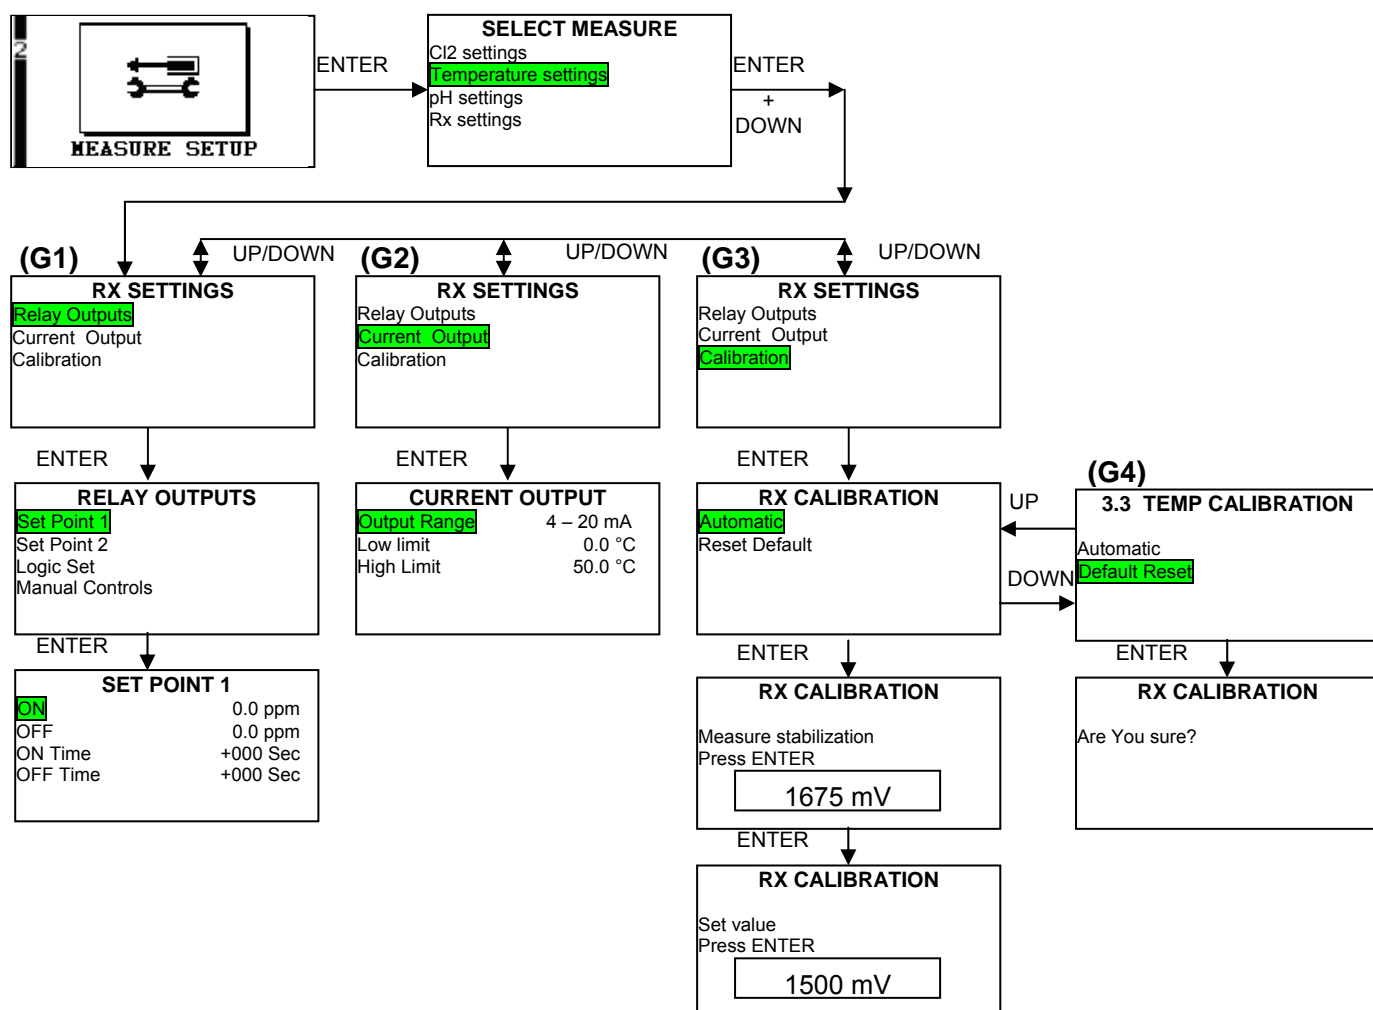 2
MEASURE SETUP
ENTER
SELECT MEASURE
Cl2 settings
Temperature settings
pH settings
Rx settings
ENTER
+
DOWN
(G1)
UP/DOWN
(G2)
UP/DOWN
(G3)
UP/DOWN
RX SETTINGS
Relay Outputs
Current Output
Calibration
RX SETTINGS
Relay Outputs
Current Output
Calibration
RX SETTINGS
Relay Outputs
Current Output
Calibration
ENTER
ENTER
ENTER
RELAY OUTPUTS
Set Point 1
Set Point 2
Logic Set
Manual Controls
CURRENT OUTPUT
Output Range 4 – 20 mA
Low limit 0.0 °C
High Limit 50.0 °C
RX CALIBRATION
Automatic
Reset Default
UP
DOWN
(G4)
3.3 TEMP CALIBRATION
Automatic
Default Reset
ENTER
SET POINT 1
ON 0.0 ppm
OFF 0.0 ppm
ON Time +000 Sec
OFF Time +000 Sec
ENTER
RX CALIBRATION
Measure stabilization
Press ENTER
1675 mV
ENTER
RX CALIBRATION
Are You sure?
ENTER
RX CALIBRATION
Set value
Press ENTER
1500 mV